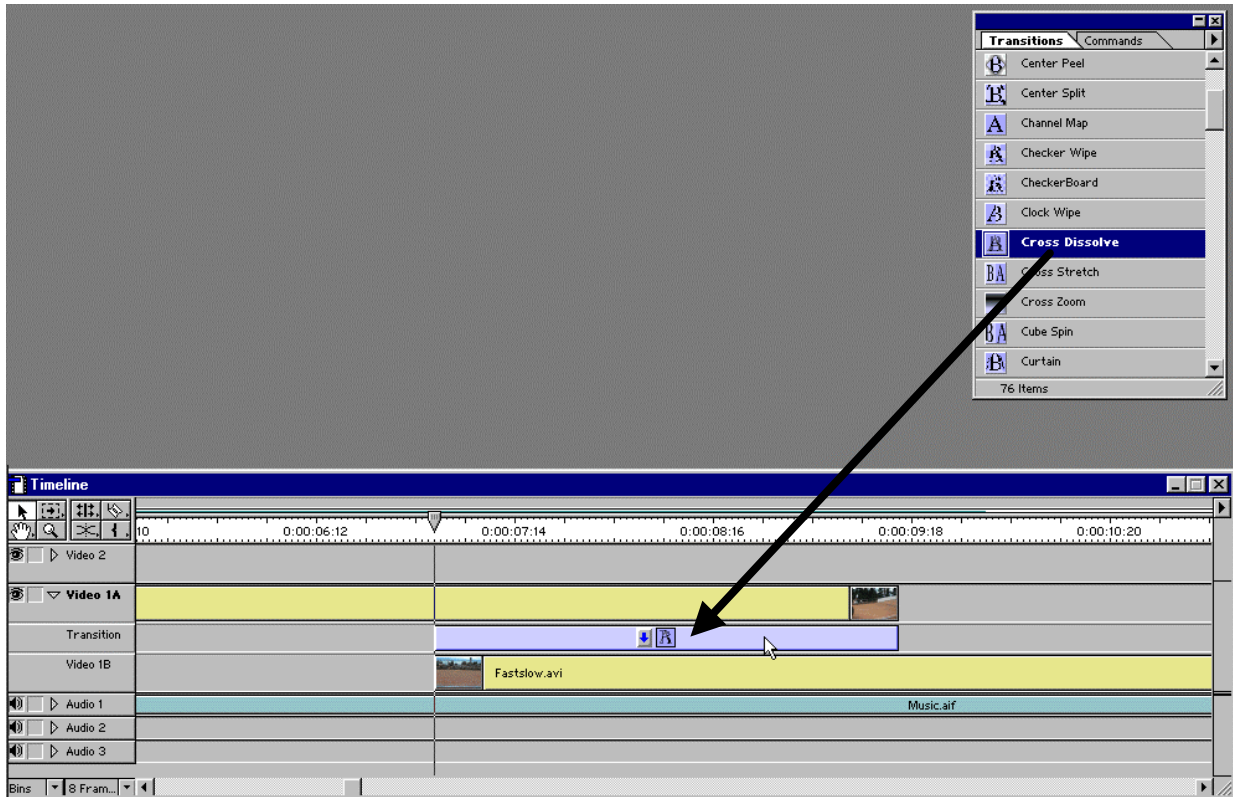 Transitions Commands
Center Peel
Center Split
Channel Map
Checker Wipe
CheckerBoard
Clock Wipe
Cross Dissolve
Cross Stretch
Cross Zoom
Cube Spin
Curtain
76 Items
Timeline
10 0:00:06:12 0:00:07:14 0:00:08:16 0:00:09:18 0:00:10:20
Video 2
Video 1A
Transition
Video 1B
Fastslow.avi
Audio 1
Music.aif
Audio 2
Audio 3
Bins 8 Fram...